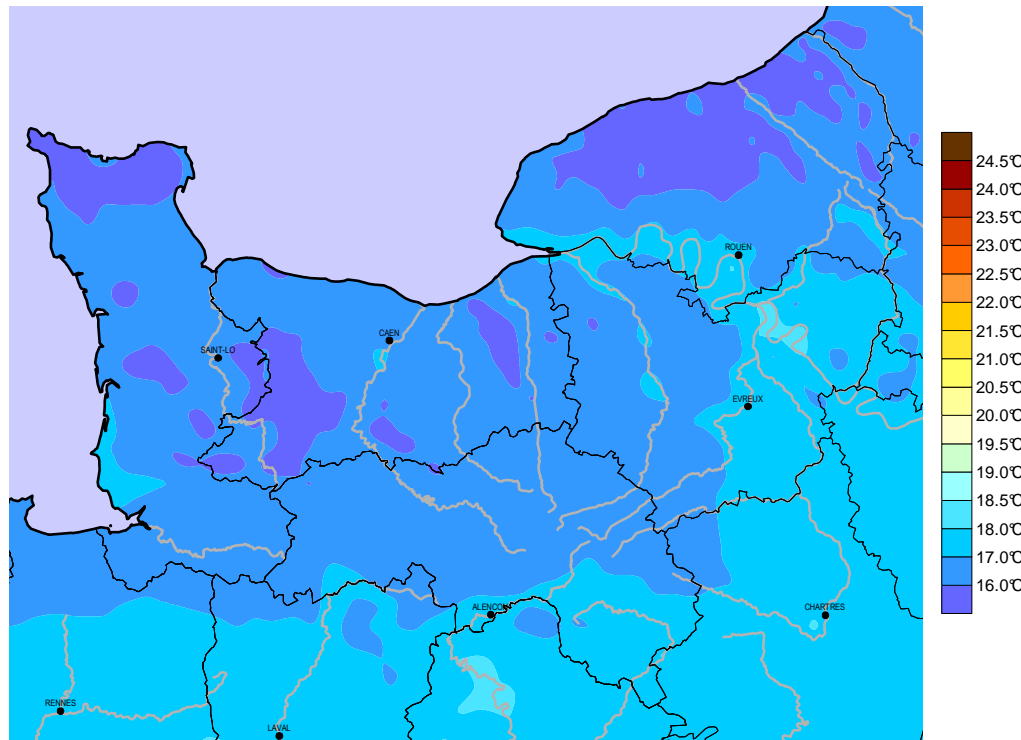 24.5°C
24.0°C
23.5°C
23.0°C
22.5°C
22.0°C
21.5°C
21.0°C
20.5°C
20.0°C
19.5°C
19.0°C
18.5°C
18.0°C
17.0°C
16.0°C
ROUEN
CAEN
SAINT-LO
EVREUX
ALENCON
CHARTRES
RENNES
LAVAL